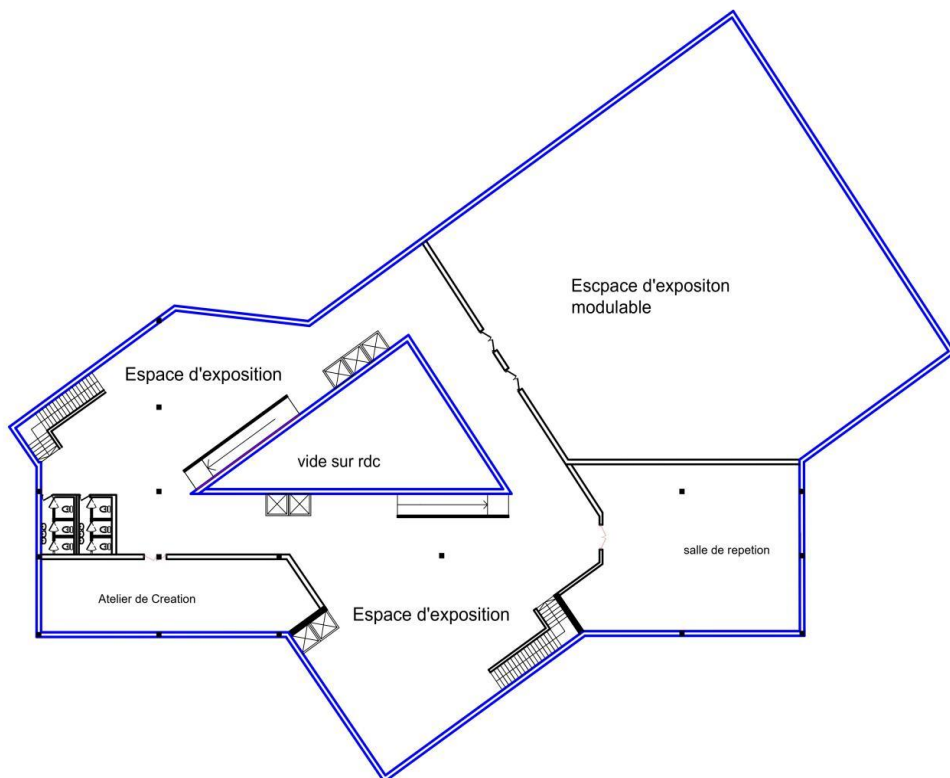 Escpace d'expositon
modulable
Espace d'exposition
vide sur rdc
salle de repetion
Atelier de Creation
Espace d'exposition